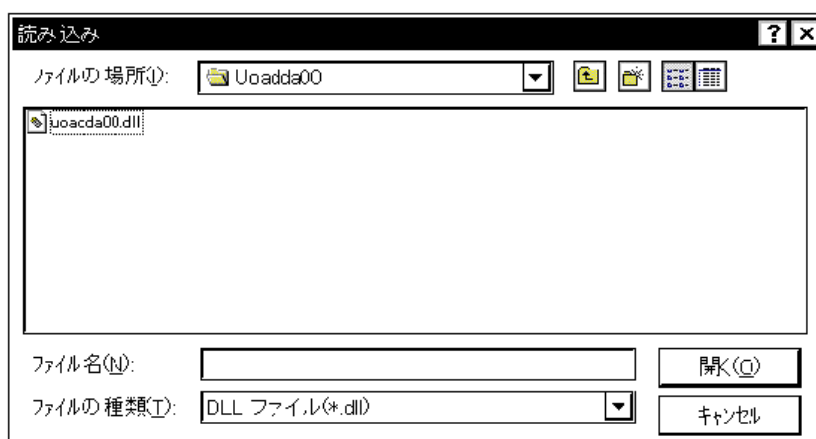 読み込み
ファイルの場所(I): Uoadda00
uoacda00.dll
ファイル名(N): 開く(O)
ファイルの種類(T): DLL ファイル(*.dll) キャンセル